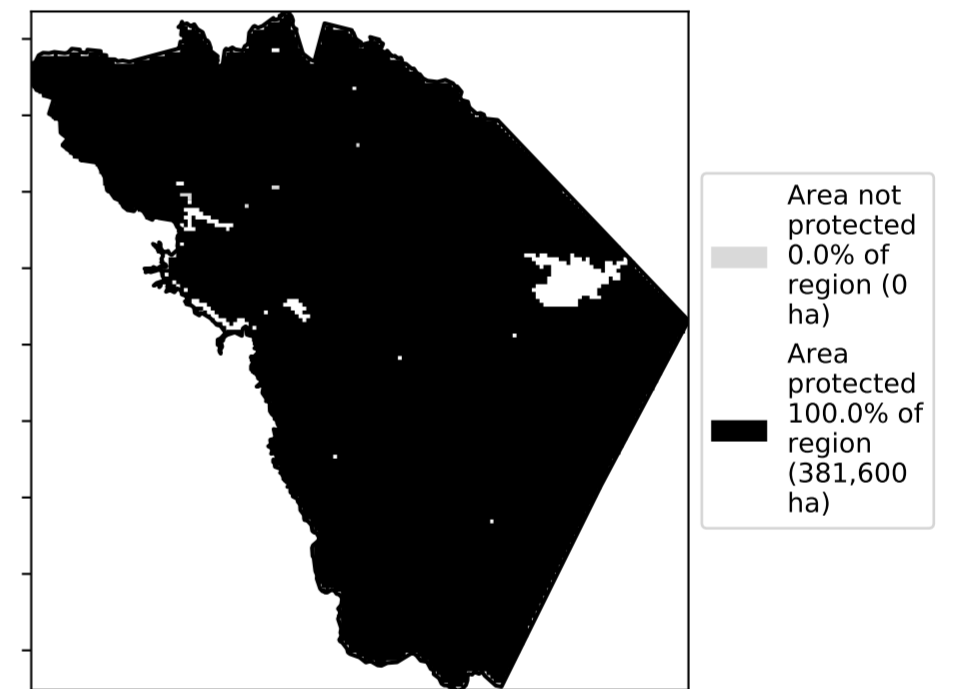 Area not
protected
0.0% of
region (0
ha)
Area
protected
100.0% of
region
(381,600
ha)